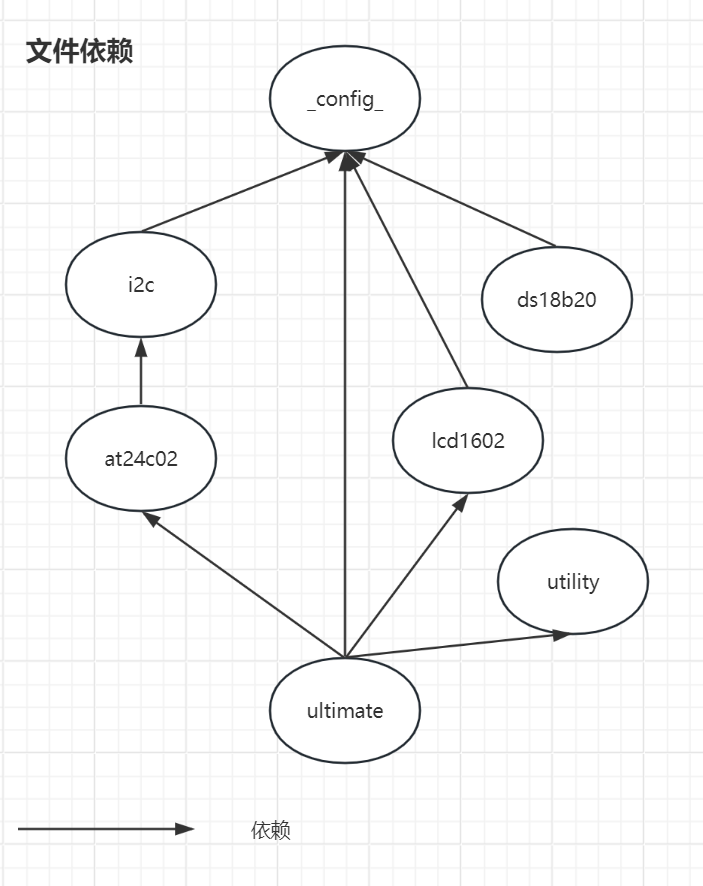 文件依赖
_config_
i2c
ds18b20
lcd1602
at24c02
utility
ultimate
依赖